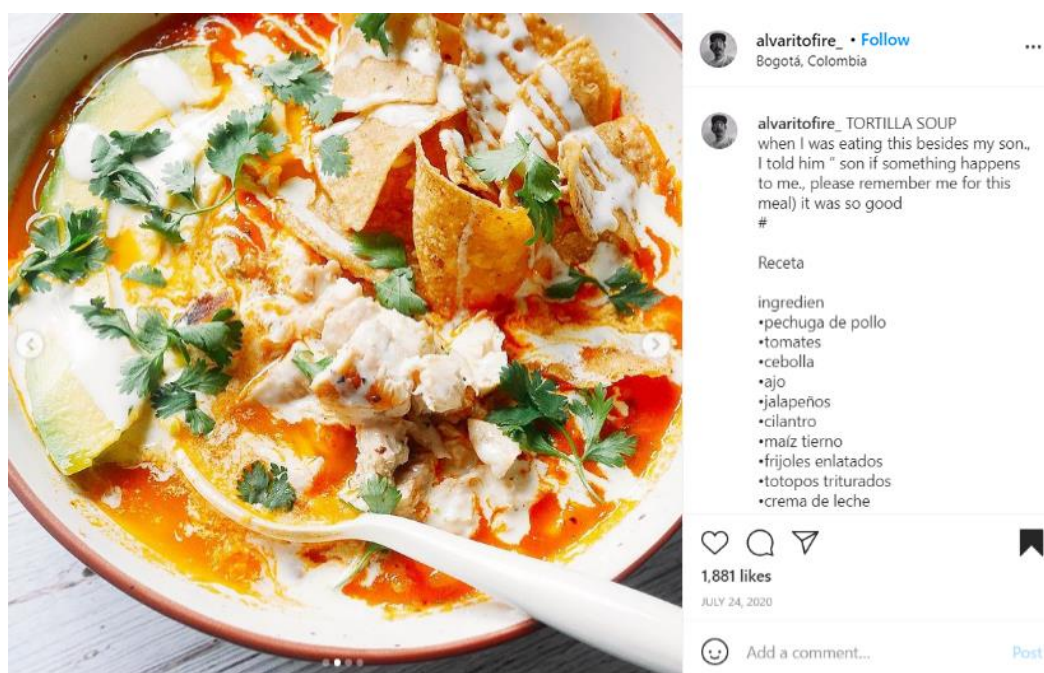 alvaritofire_ • Follow
Bogotá, Colombia
alvaritofire_ TORTILLA SOUP
when I was eating this besides my son.,
I told him " son if something happens
to me., please remember me for this
meal) it was so good
#
Receta
ingredien
•pechuga de pollo
•tomates
•cebolla
•ajo
•jalapeños
•cilantro
•maíz tierno
•frijoles enlatados
•totopos triturados
•crema de leche
1,881 likes
JULY 24, 2020
Add a comment...
Post